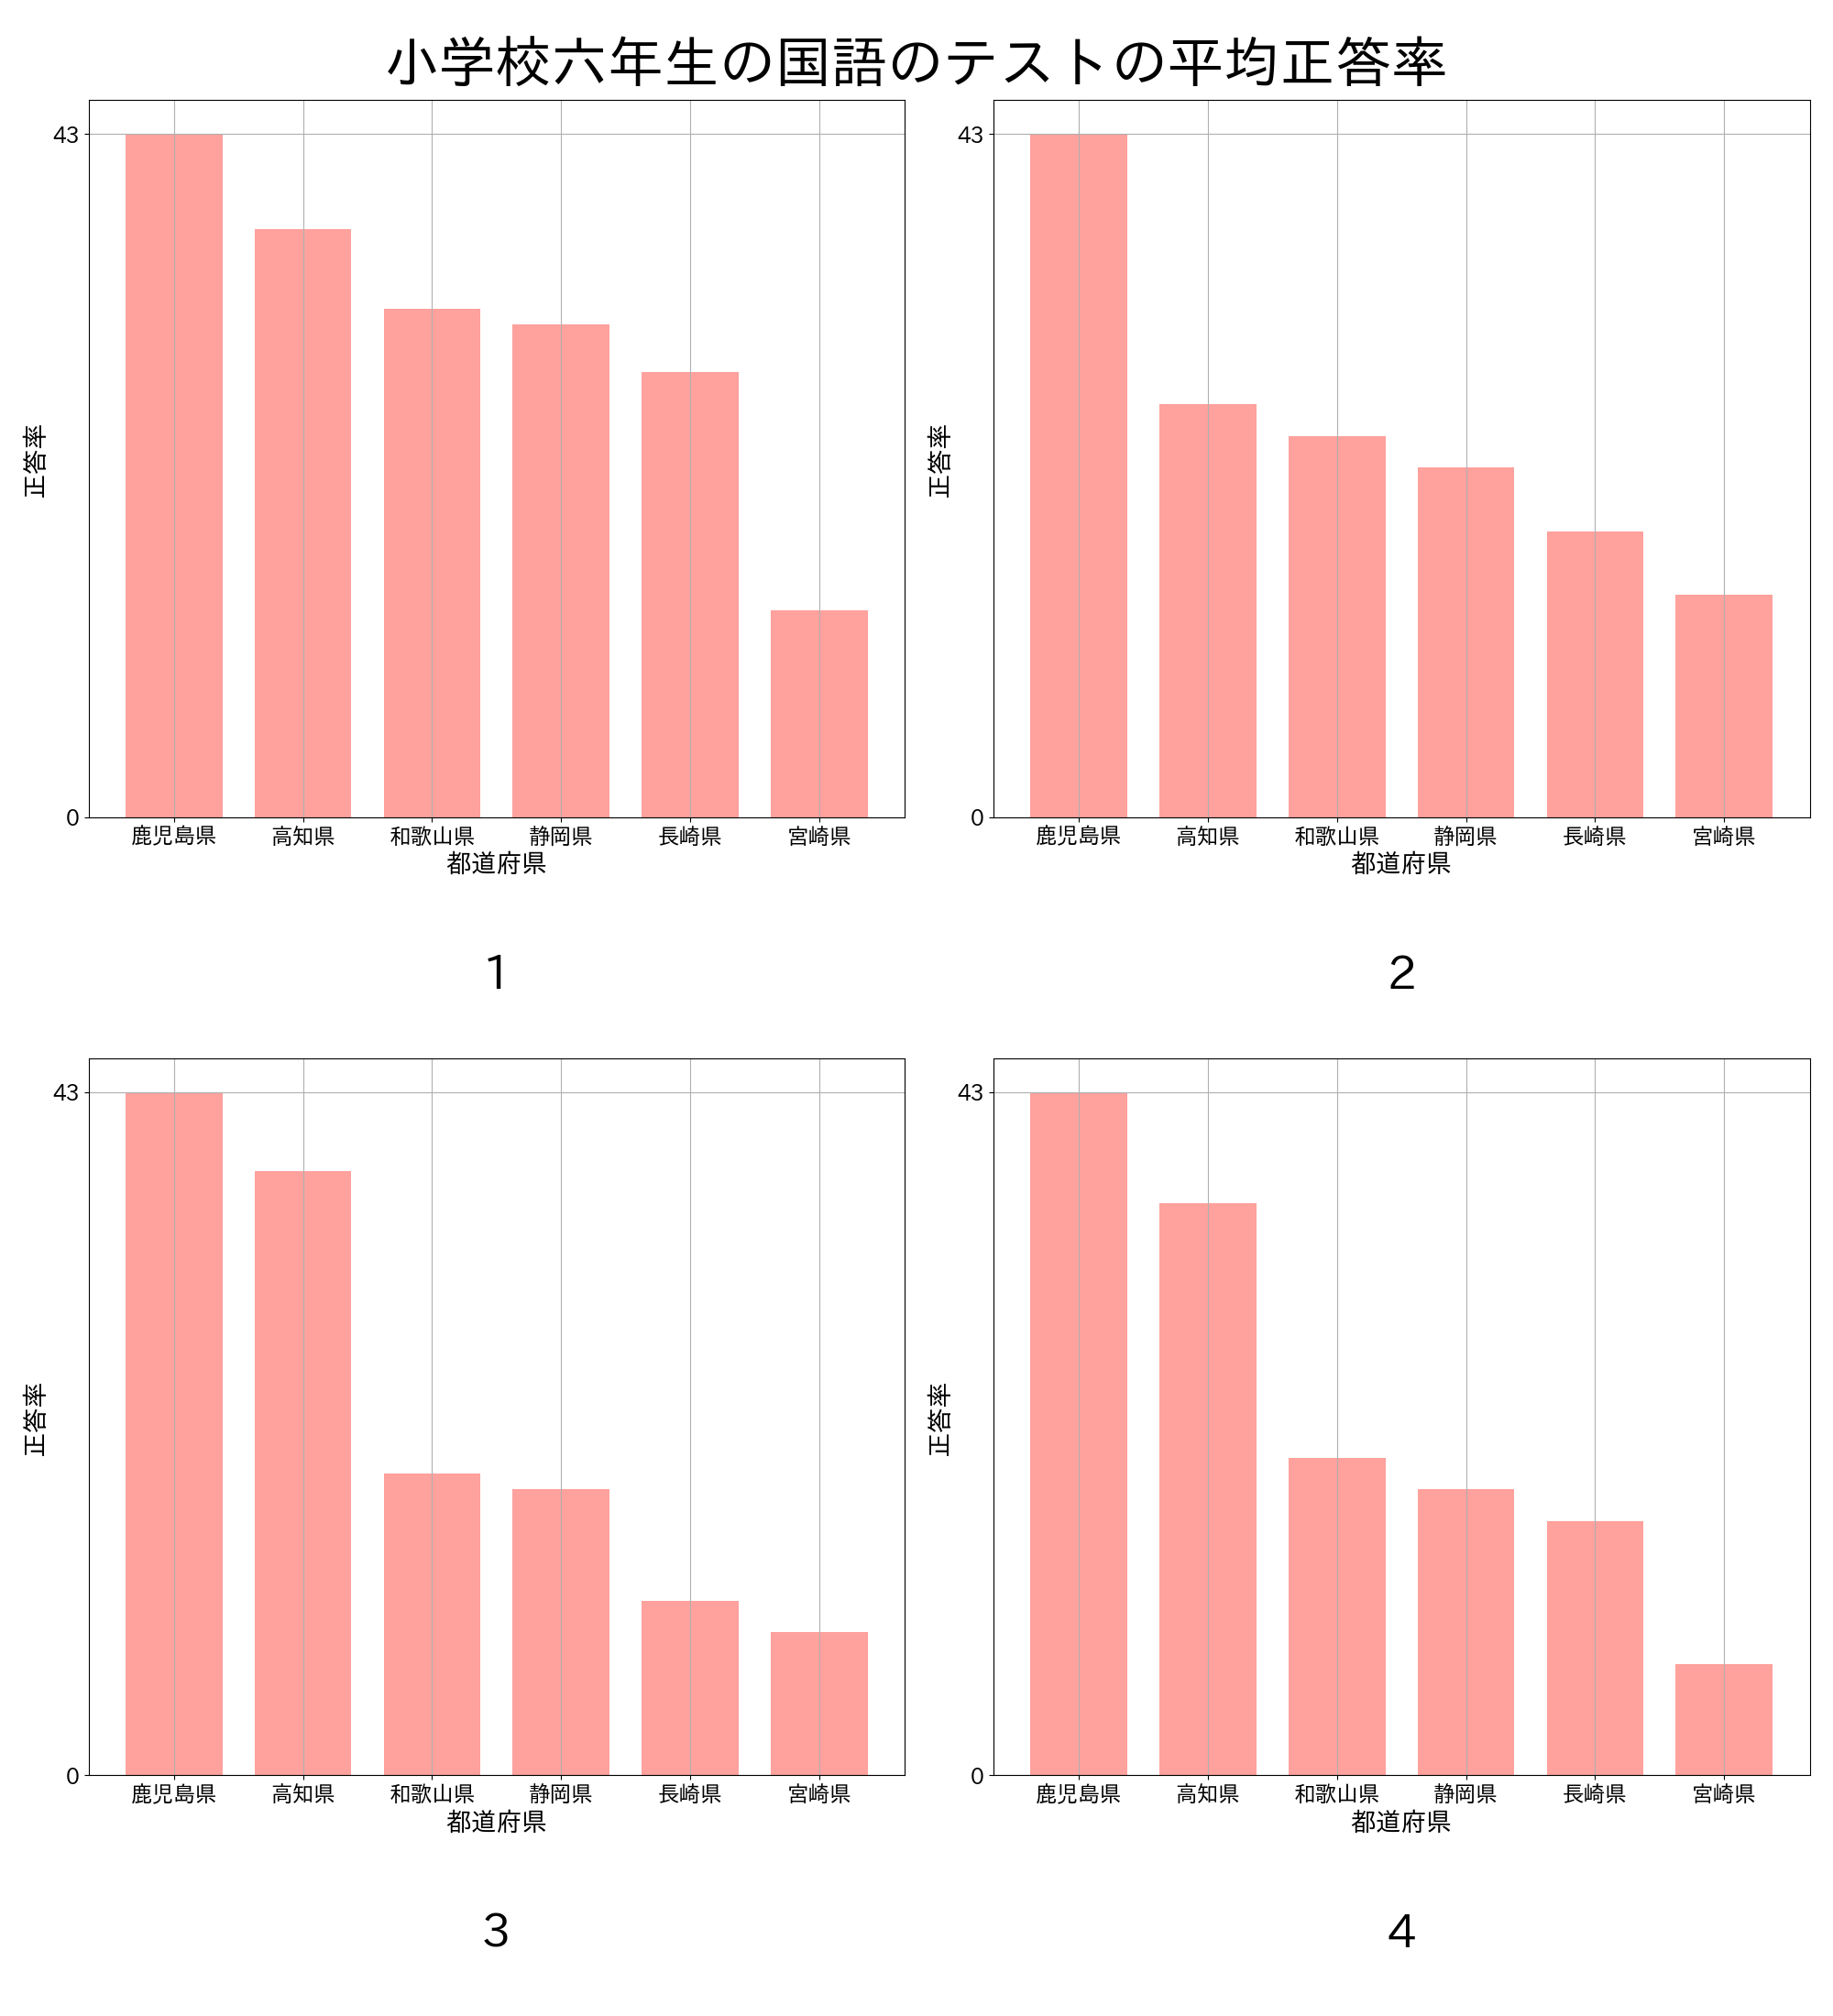 小学校六年生の国語のテストの平均正答率
43
正答率
0
鹿児島県 高知県 和歌山県 静岡県 長崎県 宮崎県
都道府県
1
43
正答率
0
鹿児島県 高知県 和歌山県 静岡県 長崎県 宮崎県
都道府県
2
43
正答率
0
鹿児島県 高知県 和歌山県 静岡県 長崎県 宮崎県
都道府県
3
43
正答率
0
鹿児島県 高知県 和歌山県 静岡県 長崎県 宮崎県
都道府県
4